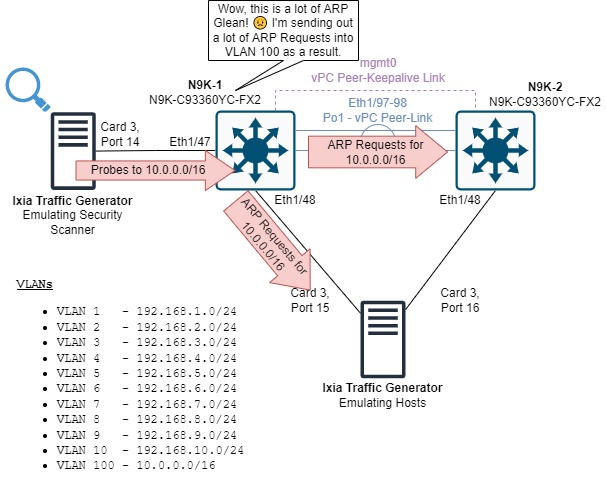 Wow, this is a lot of ARP
Glean! 😟 I'm sending out
a lot of ARP Requests into
VLAN 100 as a result.
mgmt0
vPC Peer-Keepalive Link
N9K-1
N9K-C93360YC-FX2
N9K-2
N9K-C93360YC-FX2
Eth1/97-98
Po1 - vPC Peer-Link
Card 3,
Port 14
Eth1/47
ARP Requests for
10.0.0.0/16
Probes to 10.0.0.0/16
Ixia Traffic Generator
Emulating Security
Scanner
Eth1/48
Eth1/48
ARP Requests for
10.0.0.0/16
Card 3,
Port 15
Card 3,
Port 16
Ixia Traffic Generator
Emulating Hosts
VLANs
• VLAN 1 - 192.168.1.0/24
• VLAN 2 - 192.168.2.0/24
• VLAN 3 - 192.168.3.0/24
• VLAN 4 - 192.168.4.0/24
• VLAN 5 - 192.168.5.0/24
• VLAN 6 - 192.168.6.0/24
• VLAN 7 - 192.168.7.0/24
• VLAN 8 - 192.168.8.0/24
• VLAN 9 - 192.168.9.0/24
• VLAN 10 - 192.168.10.0/24
• VLAN 100 - 10.0.0.0/16